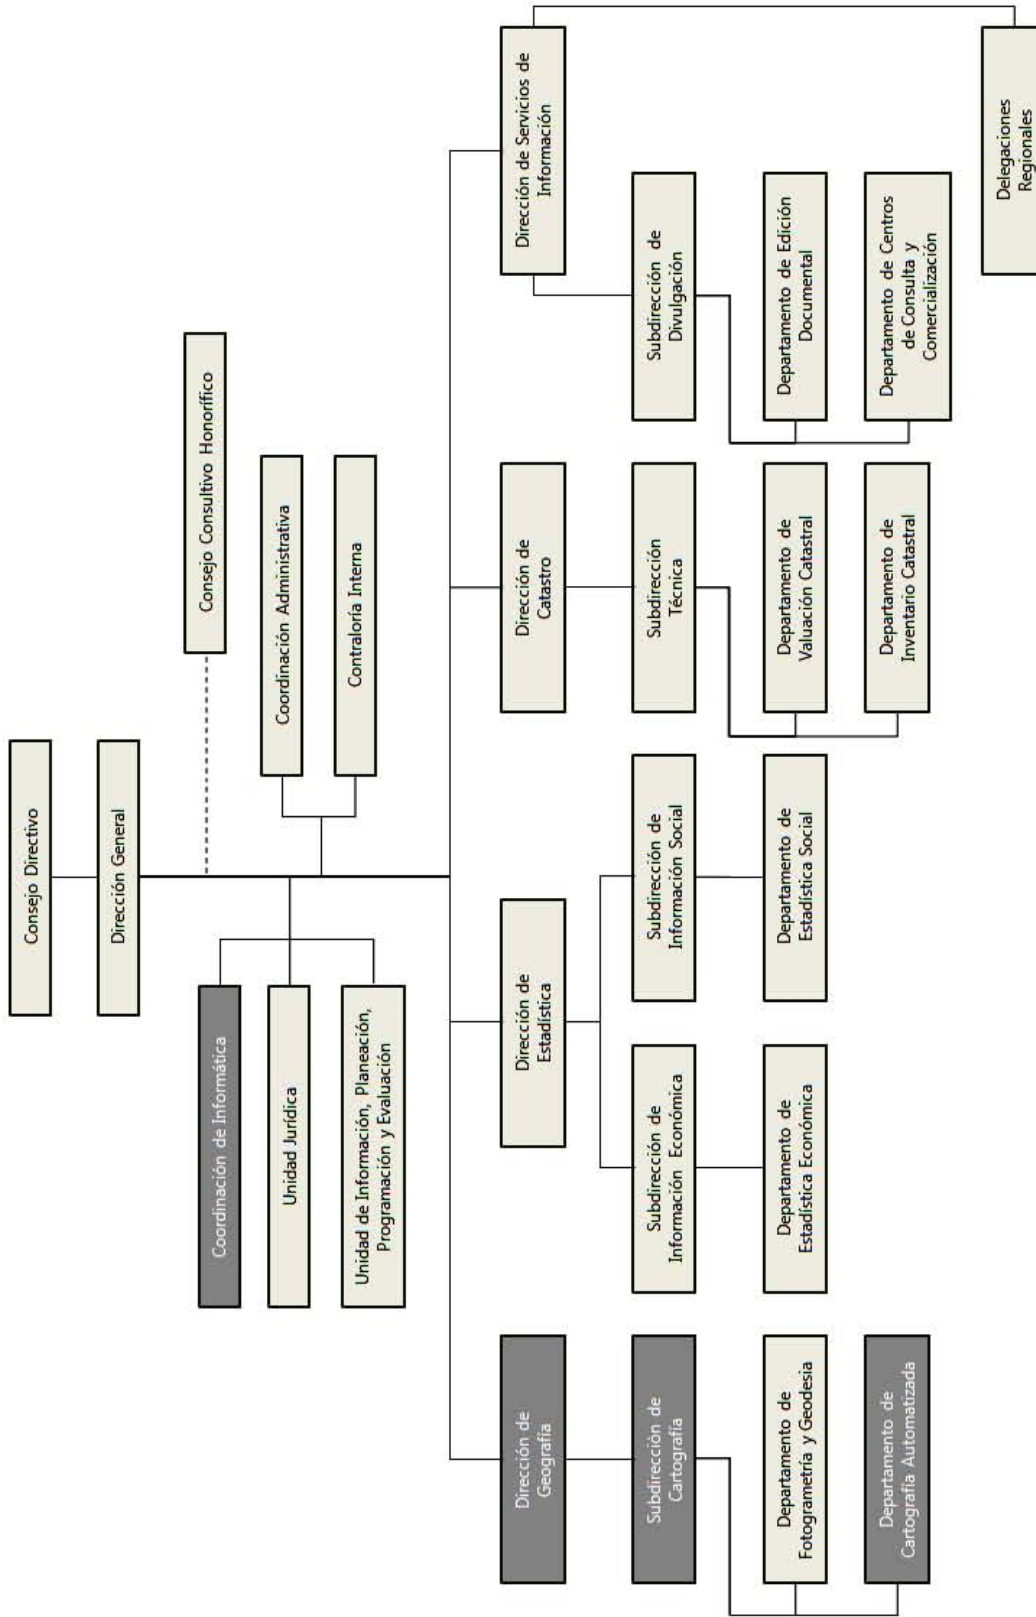 Consejo Directivo
Dirección General
Consejo Consultivo Honorífico
Coordinación de Informática
Unidad Jurídica
Unidad de Información, Planeación,
Programación y Evaluación
Coordinación Administrativa
Contraloría Interna
Dirección de
Geografía
Dirección de
Estadística
Dirección de
Catastro
Dirección de Servicios de
Información
Subdirección de
Cartografía
Subdirección de
Información Económica
Subdirección de
Información Social
Subdirección
Técnica
Subdirección de
Divulgación
Departamento de
Fotogrametría y Geodesia
Departamento de
Estadística Económica
Departamento de
Estadística Social
Departamento de
Valuación Catastral
Departamento de Edición
Documental
Departamento de
Cartografía Automatizada
Departamento de
Inventario Catastral
Departamento de Centros
de Consulta y
Comercialización
Delegaciones
Regionales